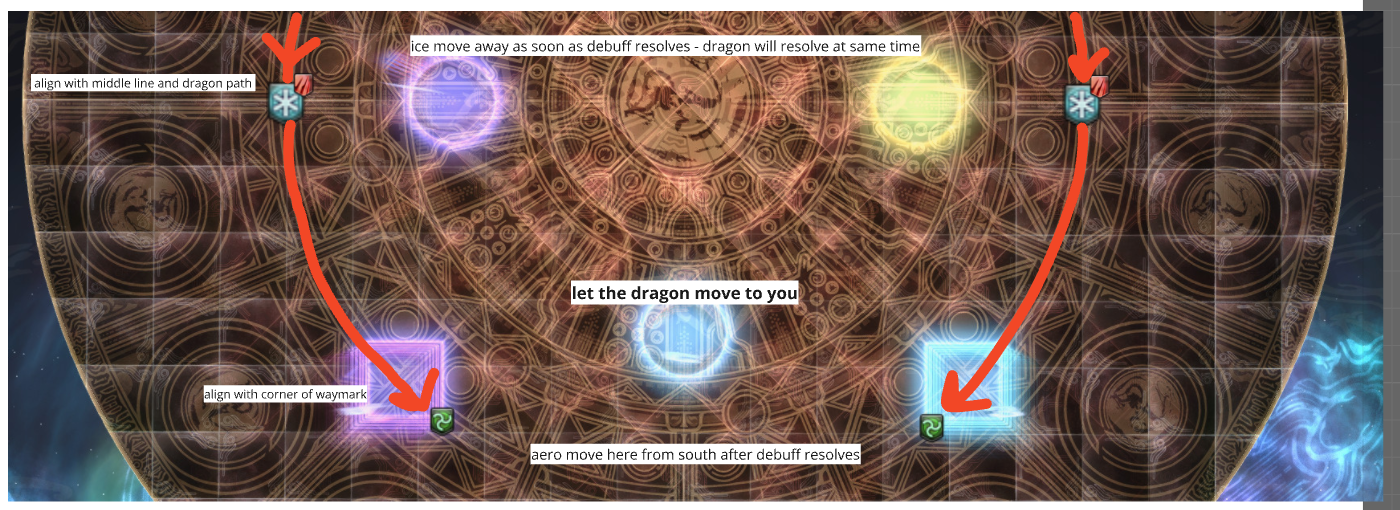 ice move away as soon as debuff resolves - dragon will resolve at same time
align with middle line and dragon path
let the dragon move to you
align with corner of waymark
aero move here from south after debuff resolves